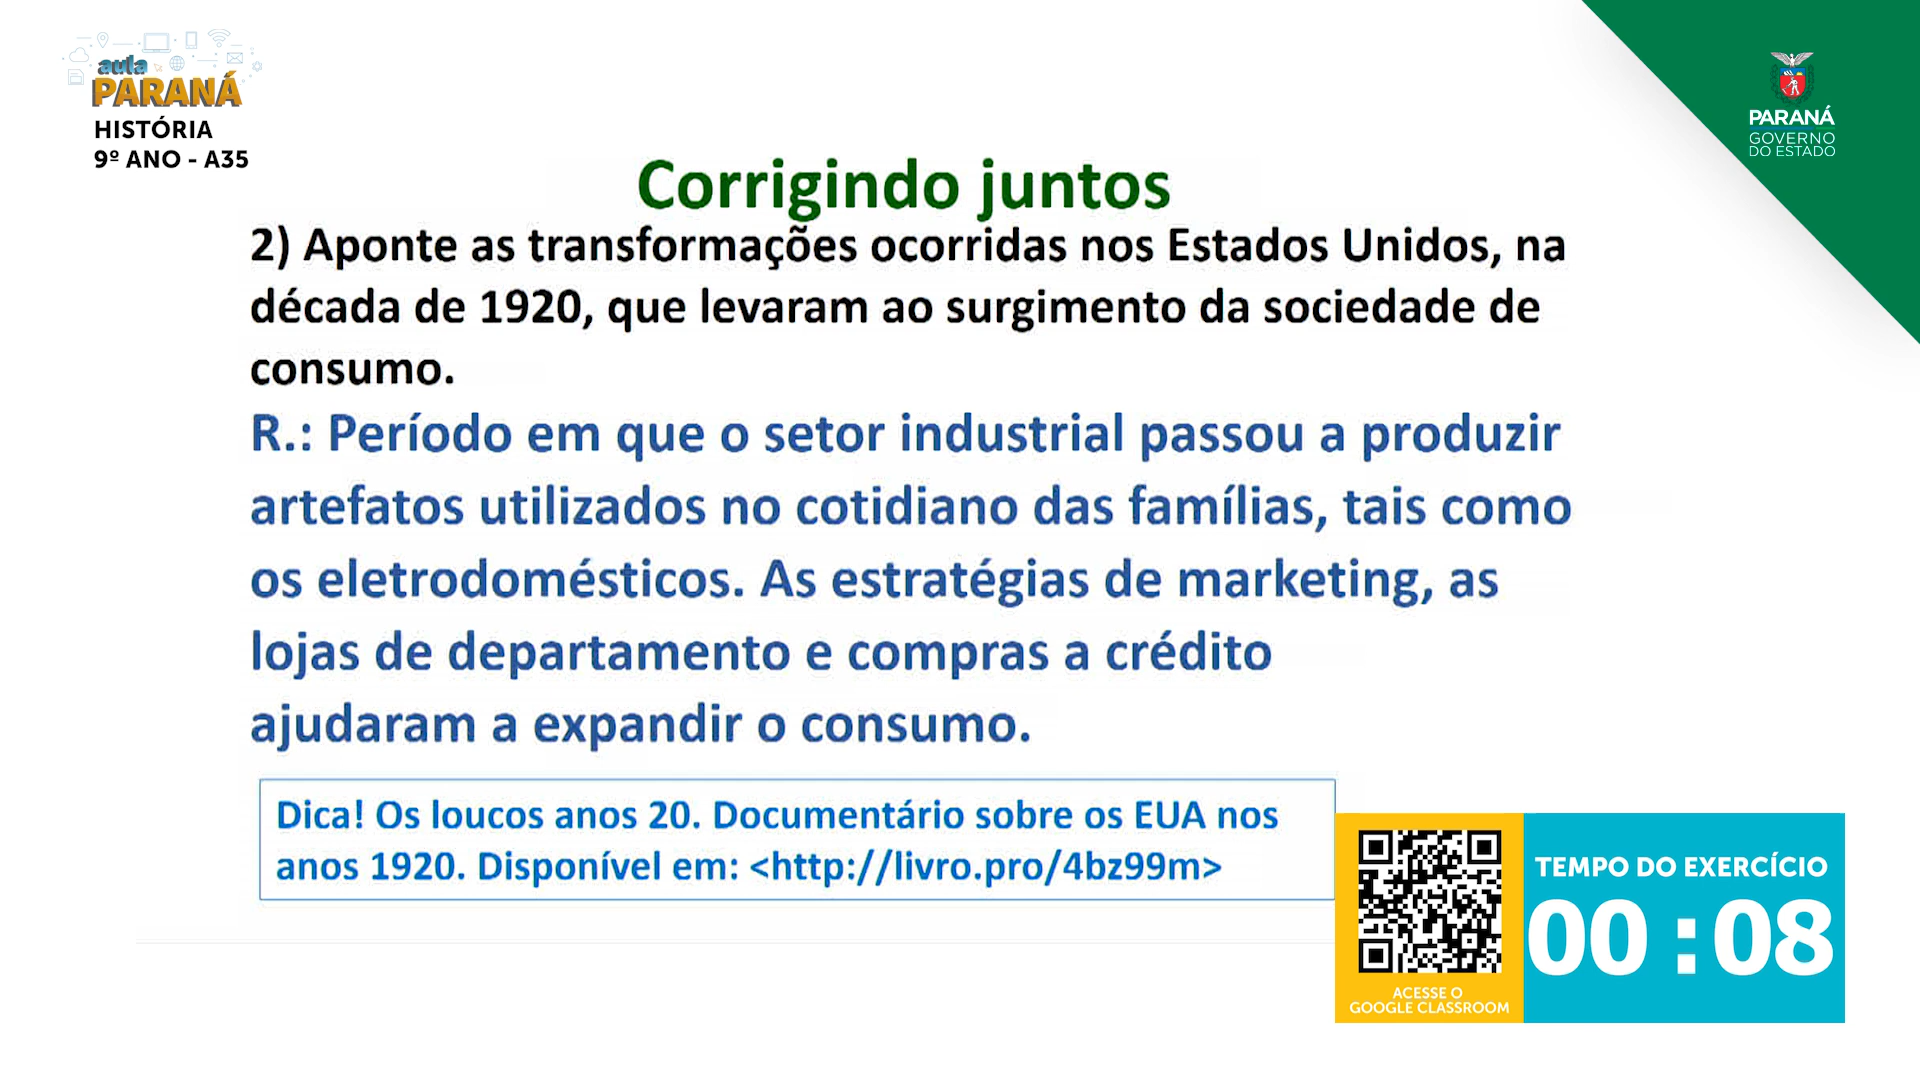 aula
PARANÁ
HISTÓRIA
9º ANO - A35
PARANÁ
GOVERNO
DO ESTADO
Corrigindo juntos
2) Aponte as transformações ocorridas nos Estados Unidos, na
década de 1920, que levaram ao surgimento da sociedade de
consumo.
R.: Período em que o setor industrial passou a produzir
artefatos utilizados no cotidiano das famílias, tais como
os eletrodomésticos. As estratégias de marketing, as
lojas de departamento e compras a crédito
ajudaram a expandir o consumo.
Dica! Os loucos anos 20. Documentário sobre os EUA nos
anos 1920. Disponível em: <http://livro.pro/4bz99m>
ACESSE O
GOOGLE CLASSROOM
TEMPO DO EXERCÍCIO
00 : 08